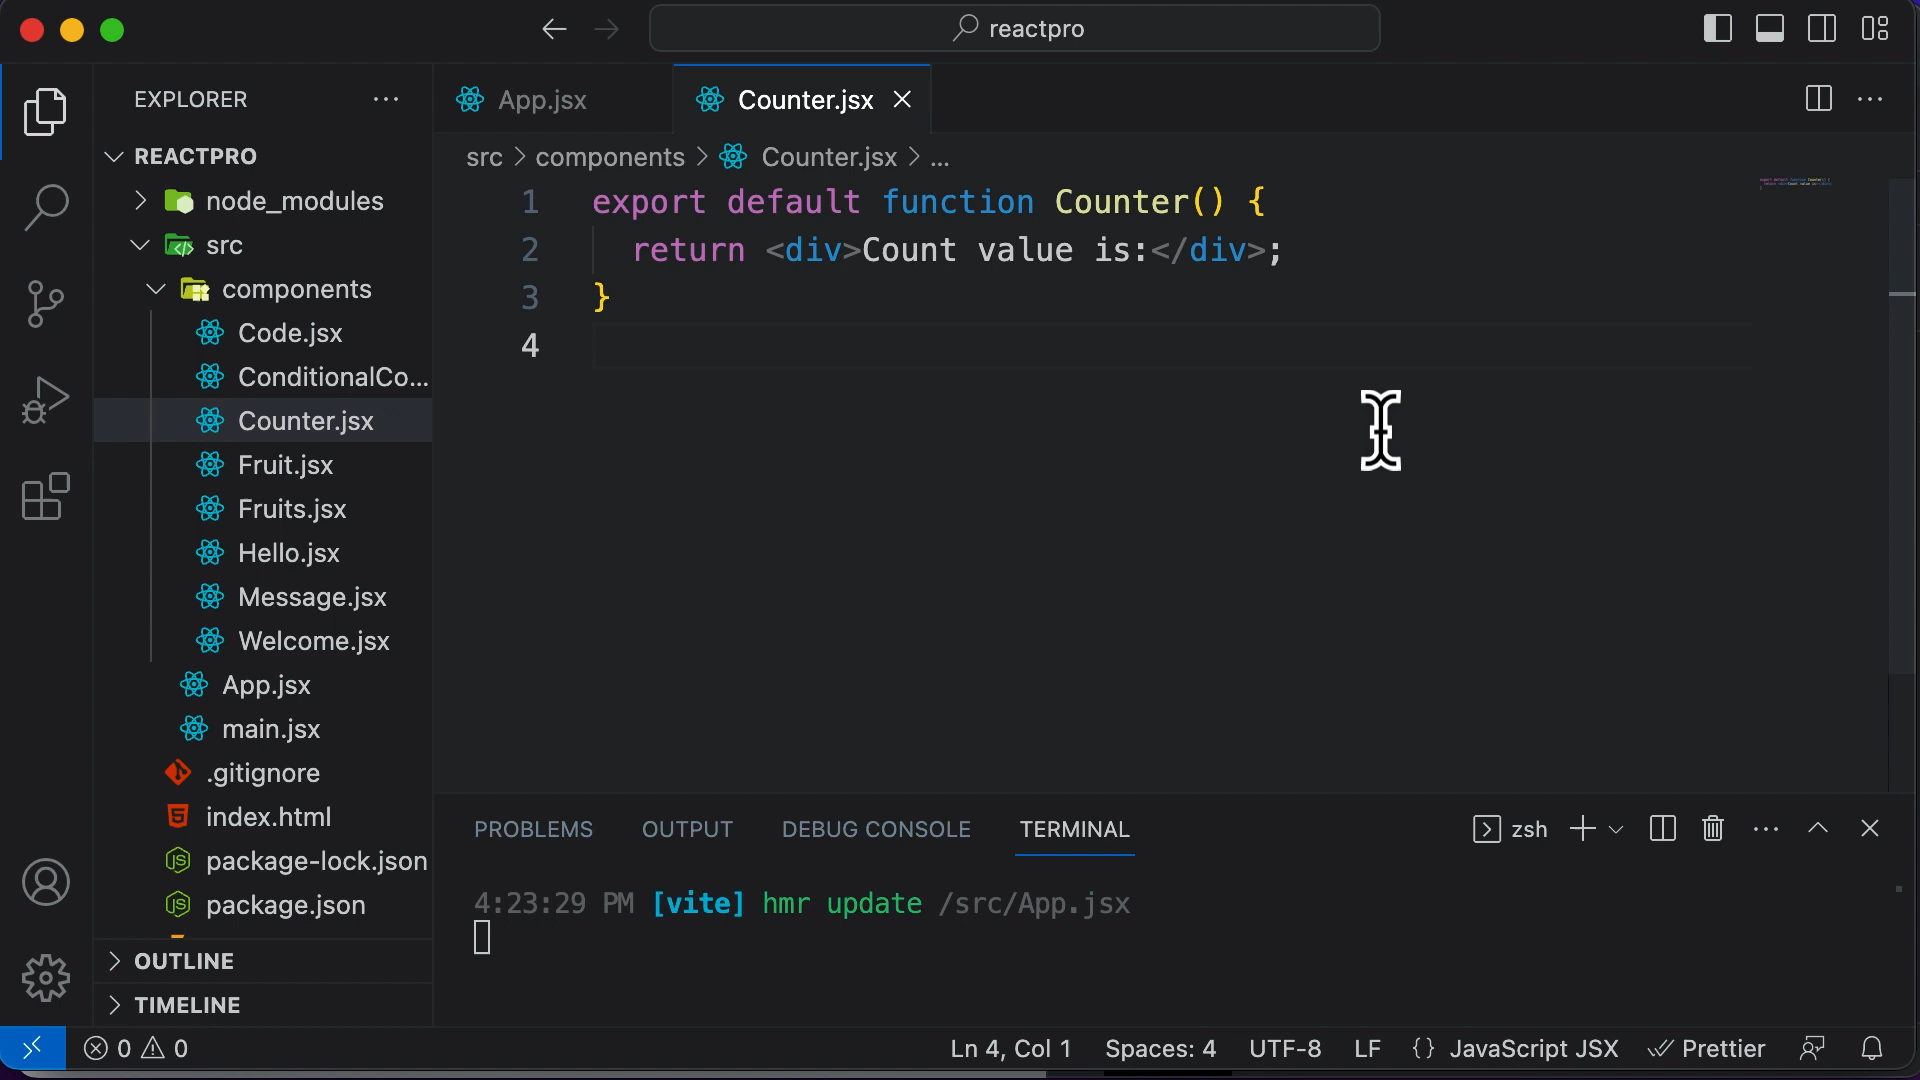 reactpro
EXPLORER
REACTPRO
node_modules
src
components
Code.jsx
ConditionalCo...
Counter.jsx
Fruit.jsx
Fruits.jsx
Hello.jsx
Message.jsx
Welcome.jsx
App.jsx
main.jsx
.gitignore
index.html
package-lock.json
package.json
OUTLINE
TIMELINE
App.jsx
Counter.jsx
src > components > Counter.jsx > ...
1 export default function Counter() {
2 return <div>Count value is:</div>;
3 }
4
PROBLEMS OUTPUT DEBUG CONSOLE TERMINAL
zsh
4:23:29 PM [vite] hmr update /src/App.jsx
0 0
Ln 4, Col 1 Spaces: 4 UTF-8 LF {} JavaScript JSX Prettier